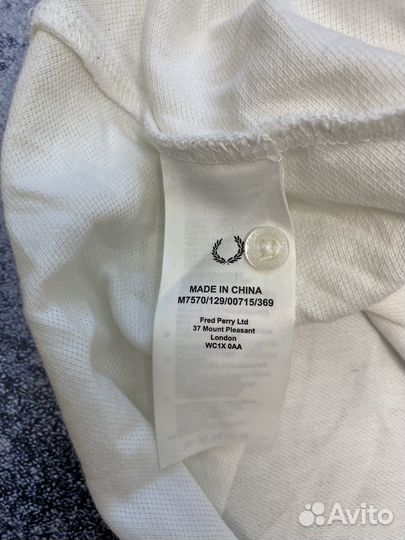 MADE IN CHINA
M7570/129/00715/369
Fred Perry Ltd
37 Mount Pleasant
London
WC1X 0AA
Avito